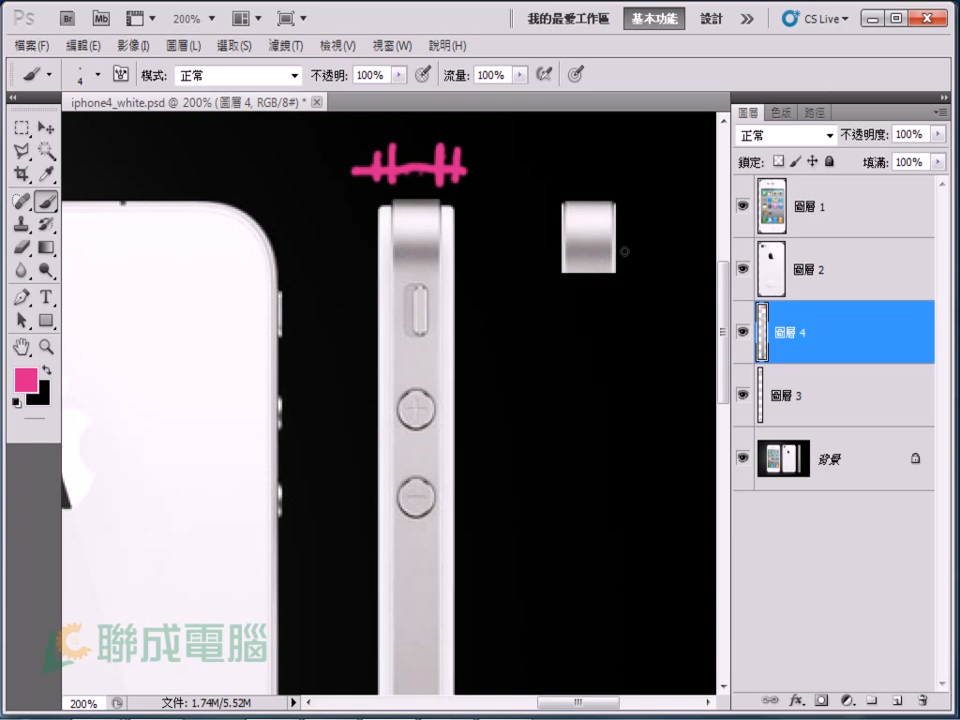 Ps Br Mb 200% 我的最愛工作區 基本功能 設計 CS Live
檔案(F) 編輯(E) 影像(I) 圖層(L) 選取(S) 濾鏡(T) 檢視(V) 視窗(W) 說明(H)
4 模式: 正常 不透明: 100% 流量: 100%
iphone4_white.psd @ 200% (圖層 4, RGB/8#) *
圖層 色版 路徑
正常 不透明度: 100%
鎖定: 填滿: 100%
圖層 1
圖層 2
圖層 4
圖層 3
背景
聯成電腦
200% 文件: 1.74M/5.52M
fx